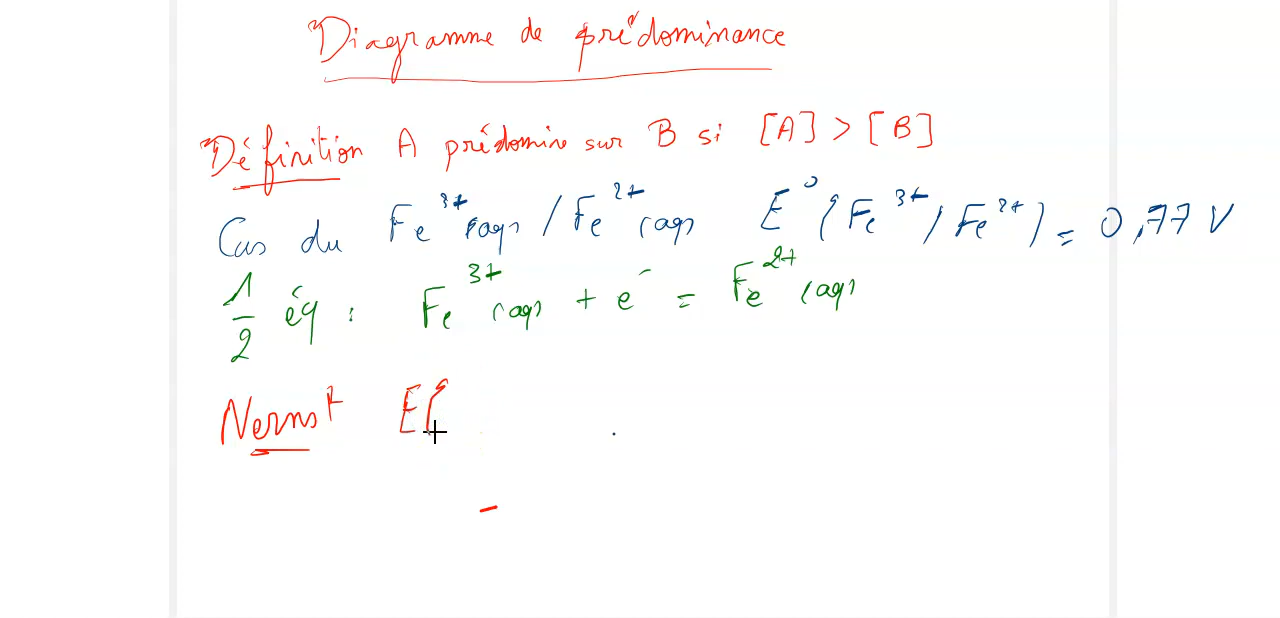 Diagramme de prédominance
Définition A prédomine sur B si [A] > [B]
Cas du Fe³⁺(aq) / Fe²⁺(aq) E⁰(Fe³⁺/Fe²⁺) = 0,77 V
1/2 éq : Fe³⁺(aq) + e⁻ = Fe²⁺(aq)
Nernst E(